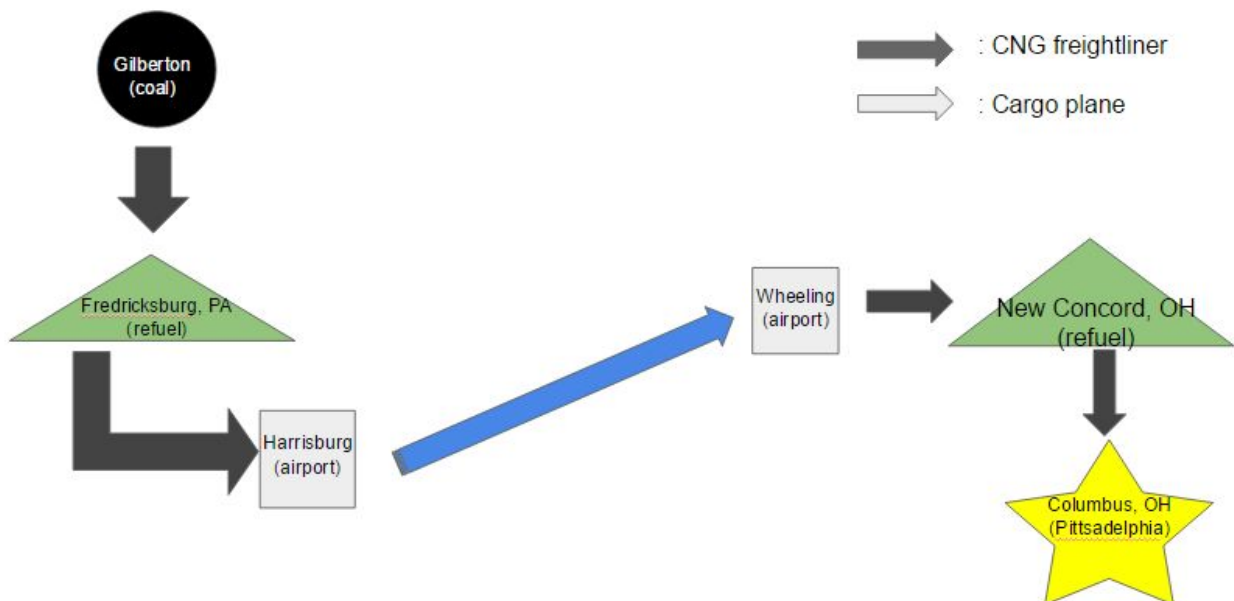 Gilberton
(coal)
: CNG freightliner
: Cargo plane
Fredricksburg, PA
(refuel)
Wheeling
(airport)
New Concord, OH
(refuel)
Harrisburg
(airport)
Columbus, OH
(Pittsadelphia)